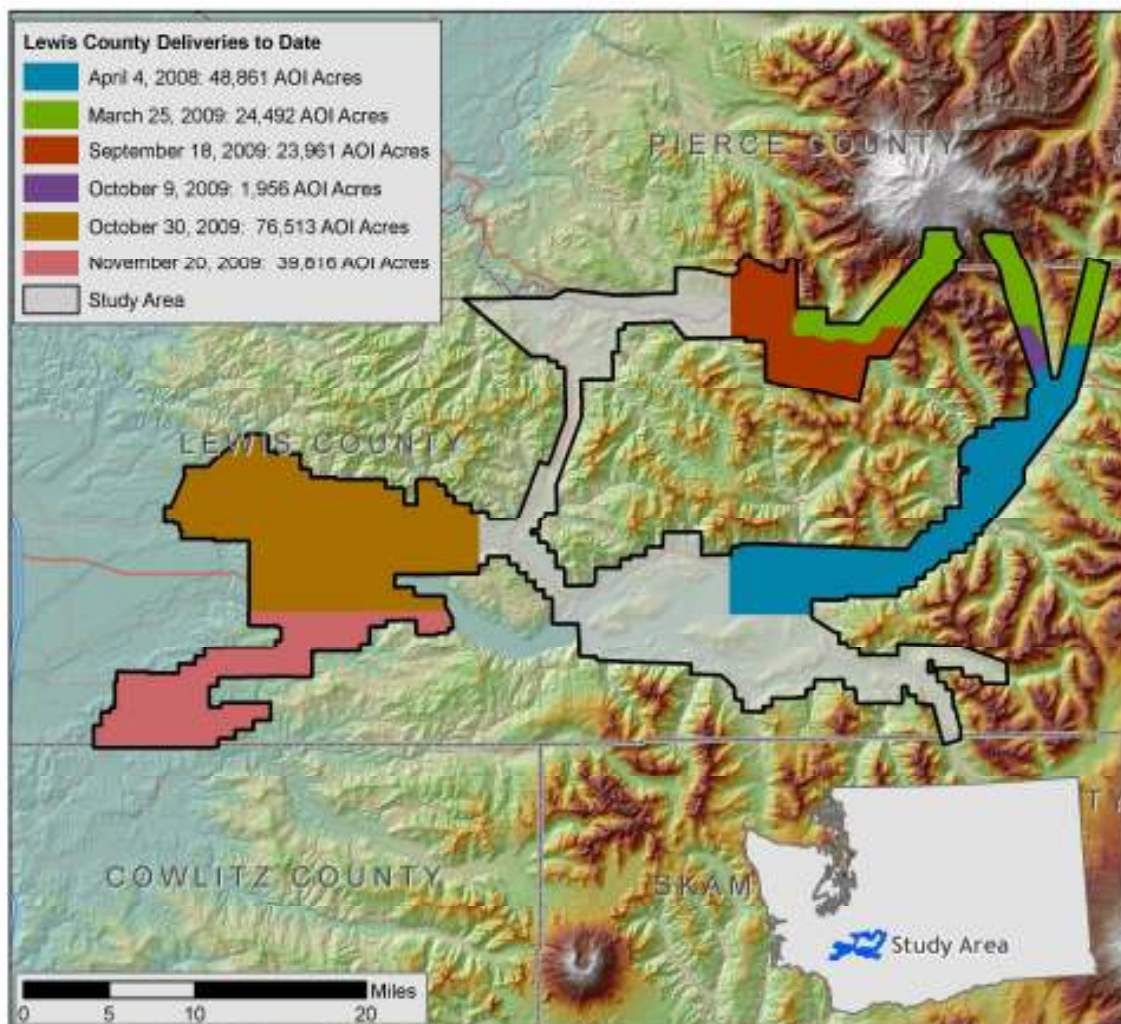 Lewis County Deliveries to Date
April 4, 2008: 48,861 AOI Acres
March 25, 2009: 24,492 AOI Acres
September 18, 2009: 23,961 AOI Acres
October 9, 2009: 1,956 AOI Acres
October 30, 2009: 76,513 AOI Acres
November 20, 2009: 39,616 AOI Acres
Study Area
PIERCE COUNTY
LEWIS COUNTY
COWLITZ COUNTY
SKAM
T
Study Area
Miles
0 5 10 20